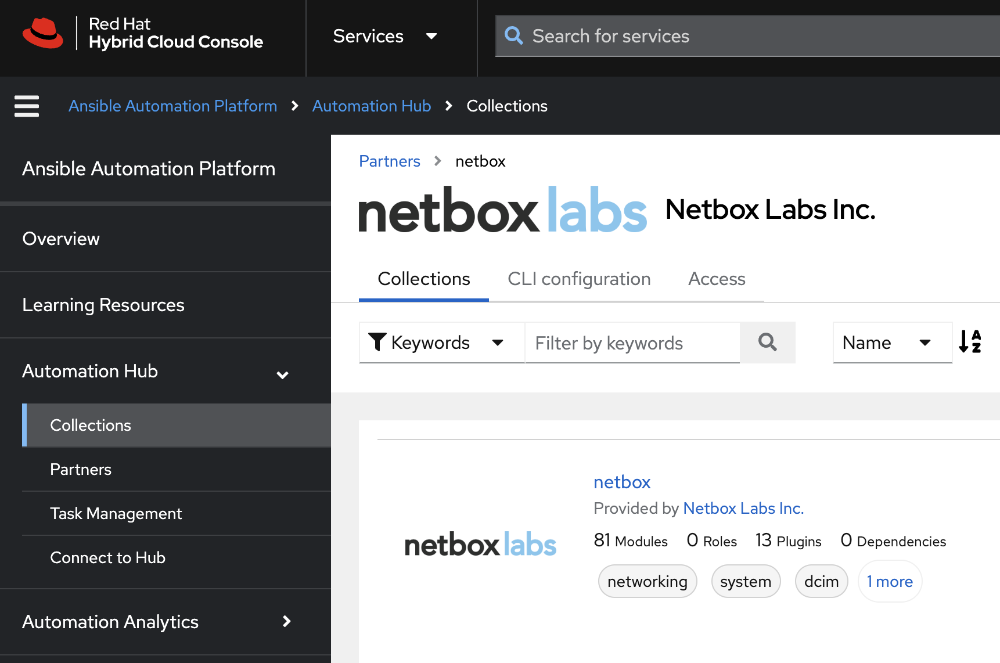 Red Hat
Hybrid Cloud Console
Services
Search for services
Ansible Automation Platform
Automation Hub
Collections
Ansible Automation Platform
Overview
Learning Resources
Automation Hub
Collections
Partners
Task Management
Connect to Hub
Automation Analytics
Partners
netbox
netbox labs
Netbox Labs Inc.
Collections
CLI configuration
Access
Keywords
Filter by keywords
Name
A
Z
netbox labs
netbox
Provided by Netbox Labs Inc.
81 Modules 0 Roles 13 Plugins 0 Dependencies
networking system dcim 1 more